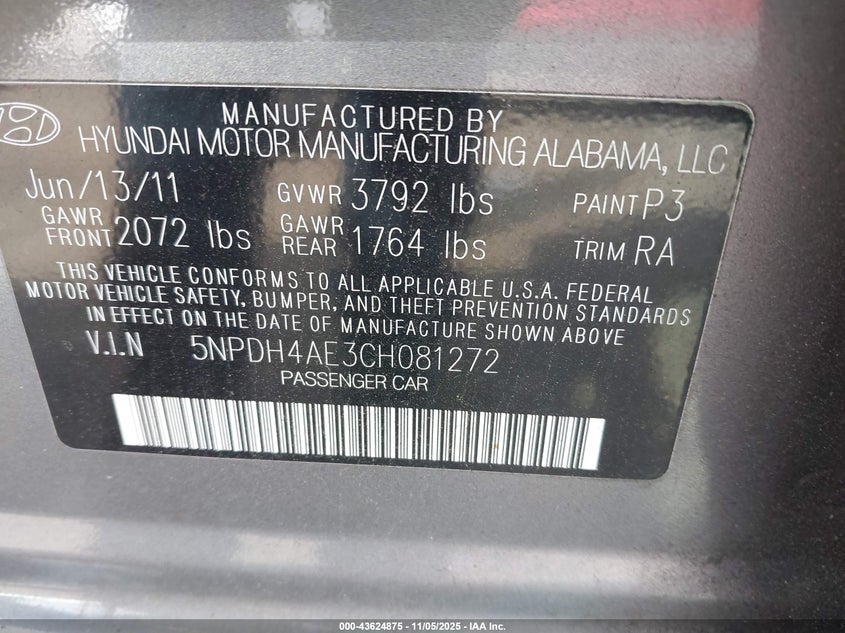 MANUFACTURED BY
HYUNDAI MOTOR MANUFACTURING ALABAMA, LLC
Jun/13/11 GVWR 3792 lbs PAINT P3
GAWR FRONT 2072 lbs GAWR REAR 1764 lbs TRIM RA
THIS VEHICLE CONFORMS TO ALL APPLICABLE U.S.A. FEDERAL
MOTOR VEHICLE SAFETY, BUMPER, AND THEFT PREVENTION STANDARDS
IN EFFECT ON THE DATE OF MANUFACTURE SHOWN ABOVE
V.I.N 5NPDH4AE3CH081272
PASSENGER CAR
000-43624875 - 11/05/2025 - IAA Inc.